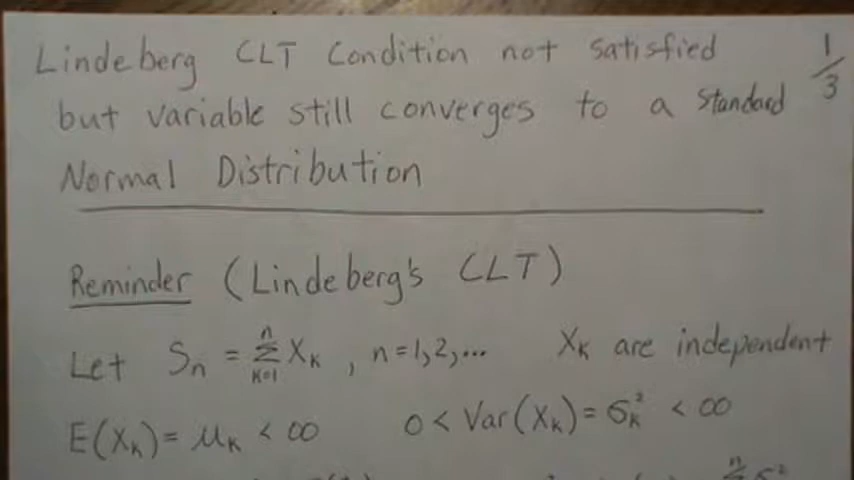 Lindeberg CLT Condition not satisfied 1/3
but variable still converges to a standard
Normal Distribution
Reminder (Lindeberg's CLT)
Let Sn = ∑_{k=1}^{n} Xk , n=1,2,... Xk are independent
E(Xk) = μk < ∞ 0 < Var(Xk) = σk² < ∞